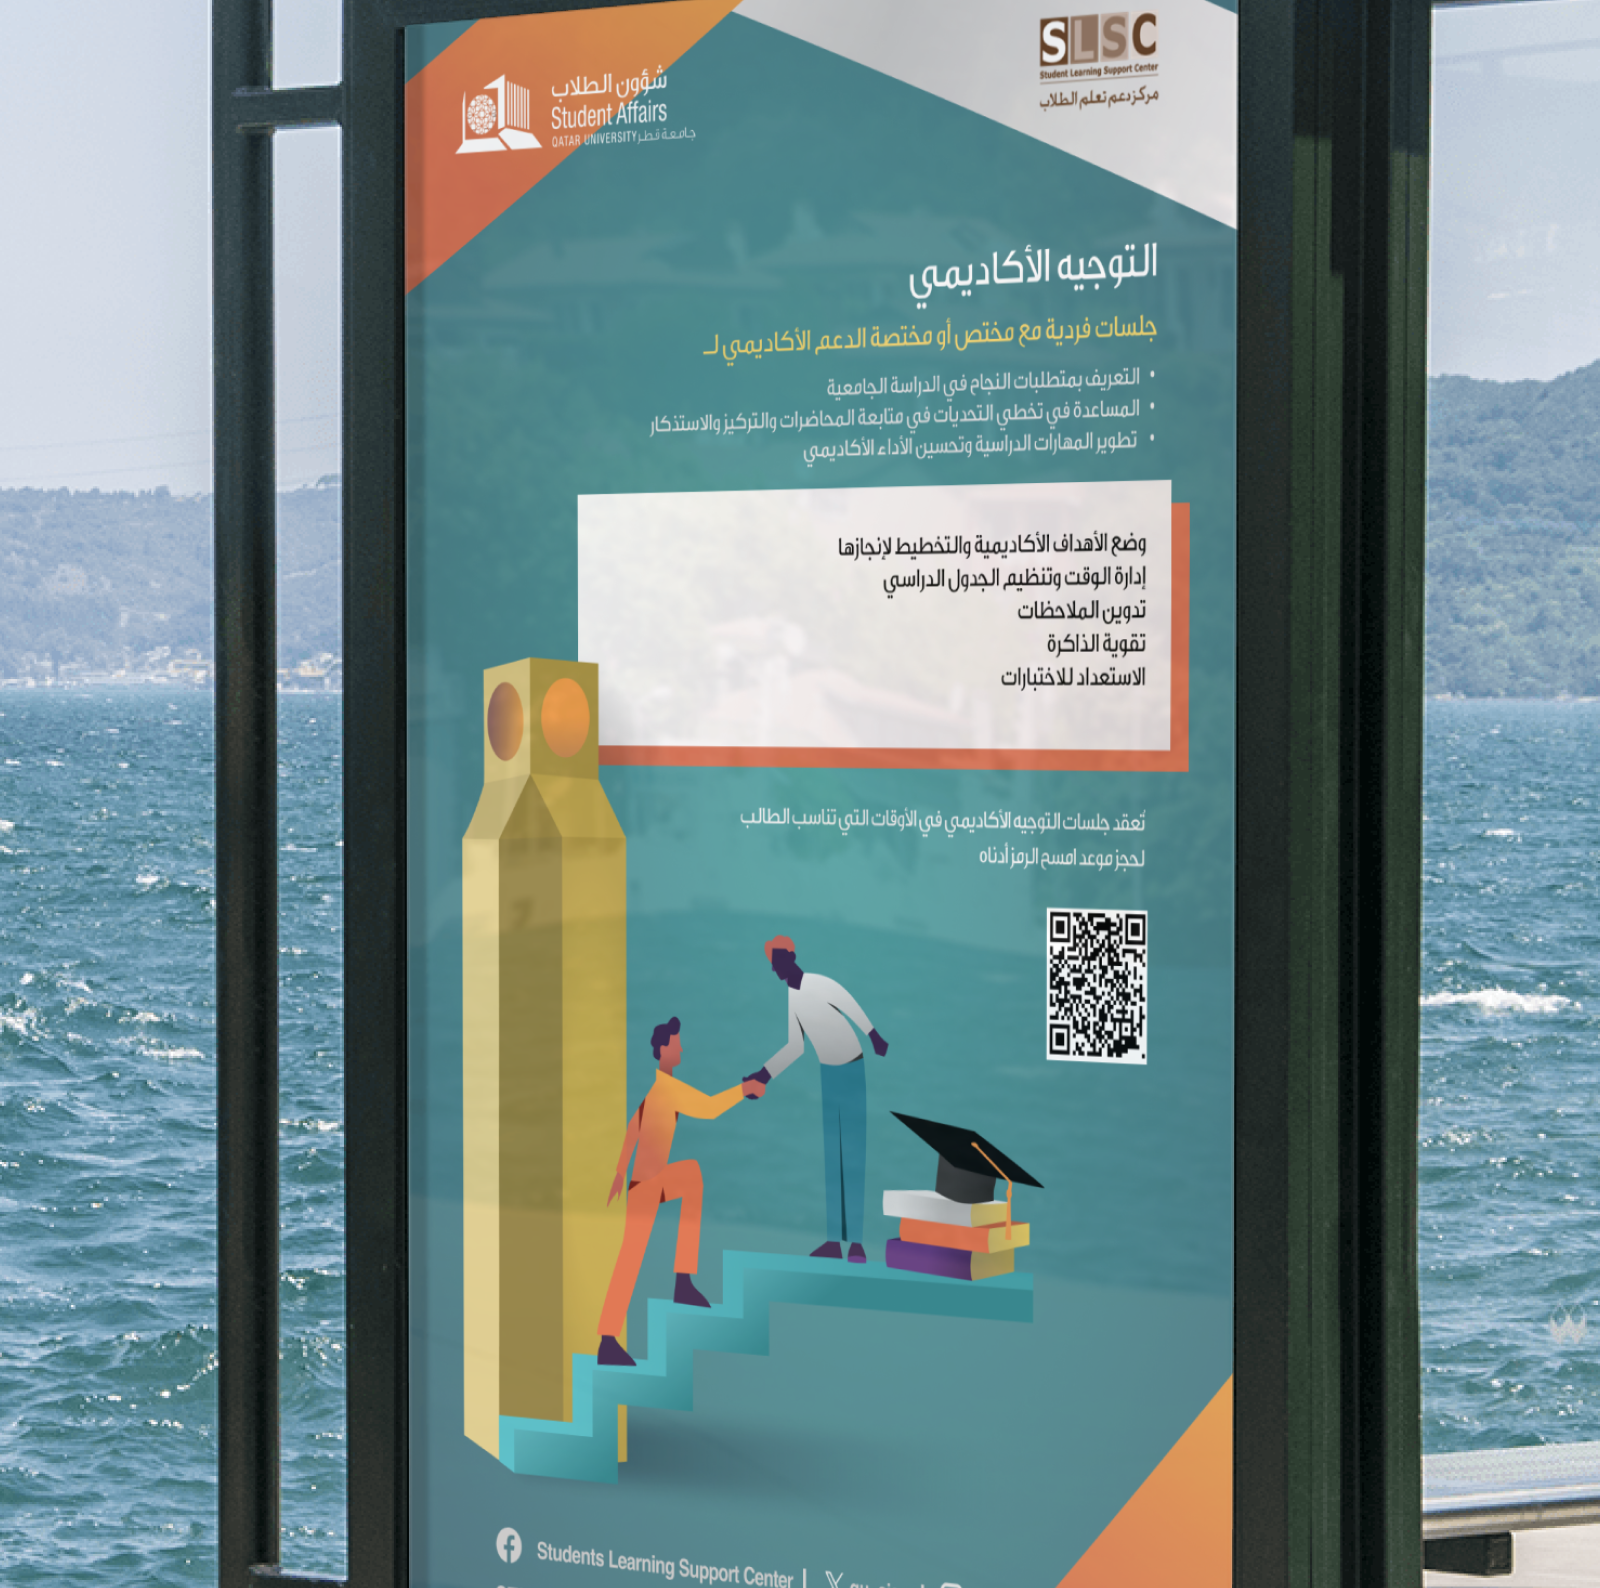 شؤون الطلاب
Student Affairs
QATAR UNIVERSITY جامعة قطر
SLSC
Student Learning Support Center
مركز دعم تعلم الطلاب
التوجيه الأكاديمي
جلسات فردية مع مختص أو مختصة الدعم الأكاديمي لـ
• التعريف بمتطلبات النجاح في الدراسة الجامعية
• المساعدة في تخطي التحديات في متابعة المحاضرات والتركيز والاستذكار
• تطوير المهارات الدراسية وتحسين الأداء الأكاديمي
وضع الأهداف الأكاديمية والتخطيط لإنجازها
إدارة الوقت وتنظيم الجدول الدراسي
تدوين الملاحظات
تقوية الذاكرة
الاستعداد للاختبارات
تُعقد جلسات التوجيه الأكاديمي في الأوقات التي تناسب الطالب
لحجز موعد امسح الرمز أدناه
Students Learning Support Center |